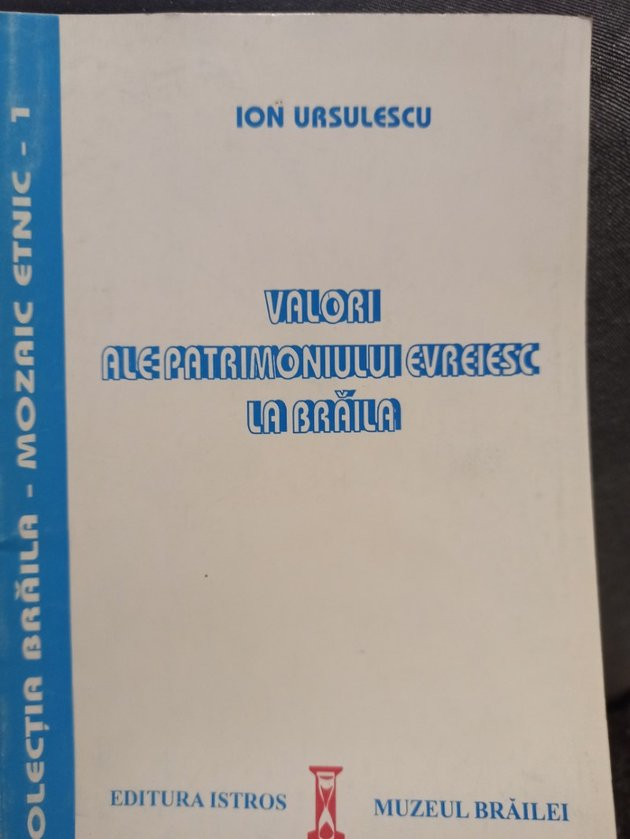 ION URSULESCU
VALORI
ALE PATRIMONIULUI EVREIESC
LA BRĂILA
EDITURA ISTROS
MUZEUL BRĂILEI
OLECȚIA BRĂILA - MOZAIC ETNIC - 1